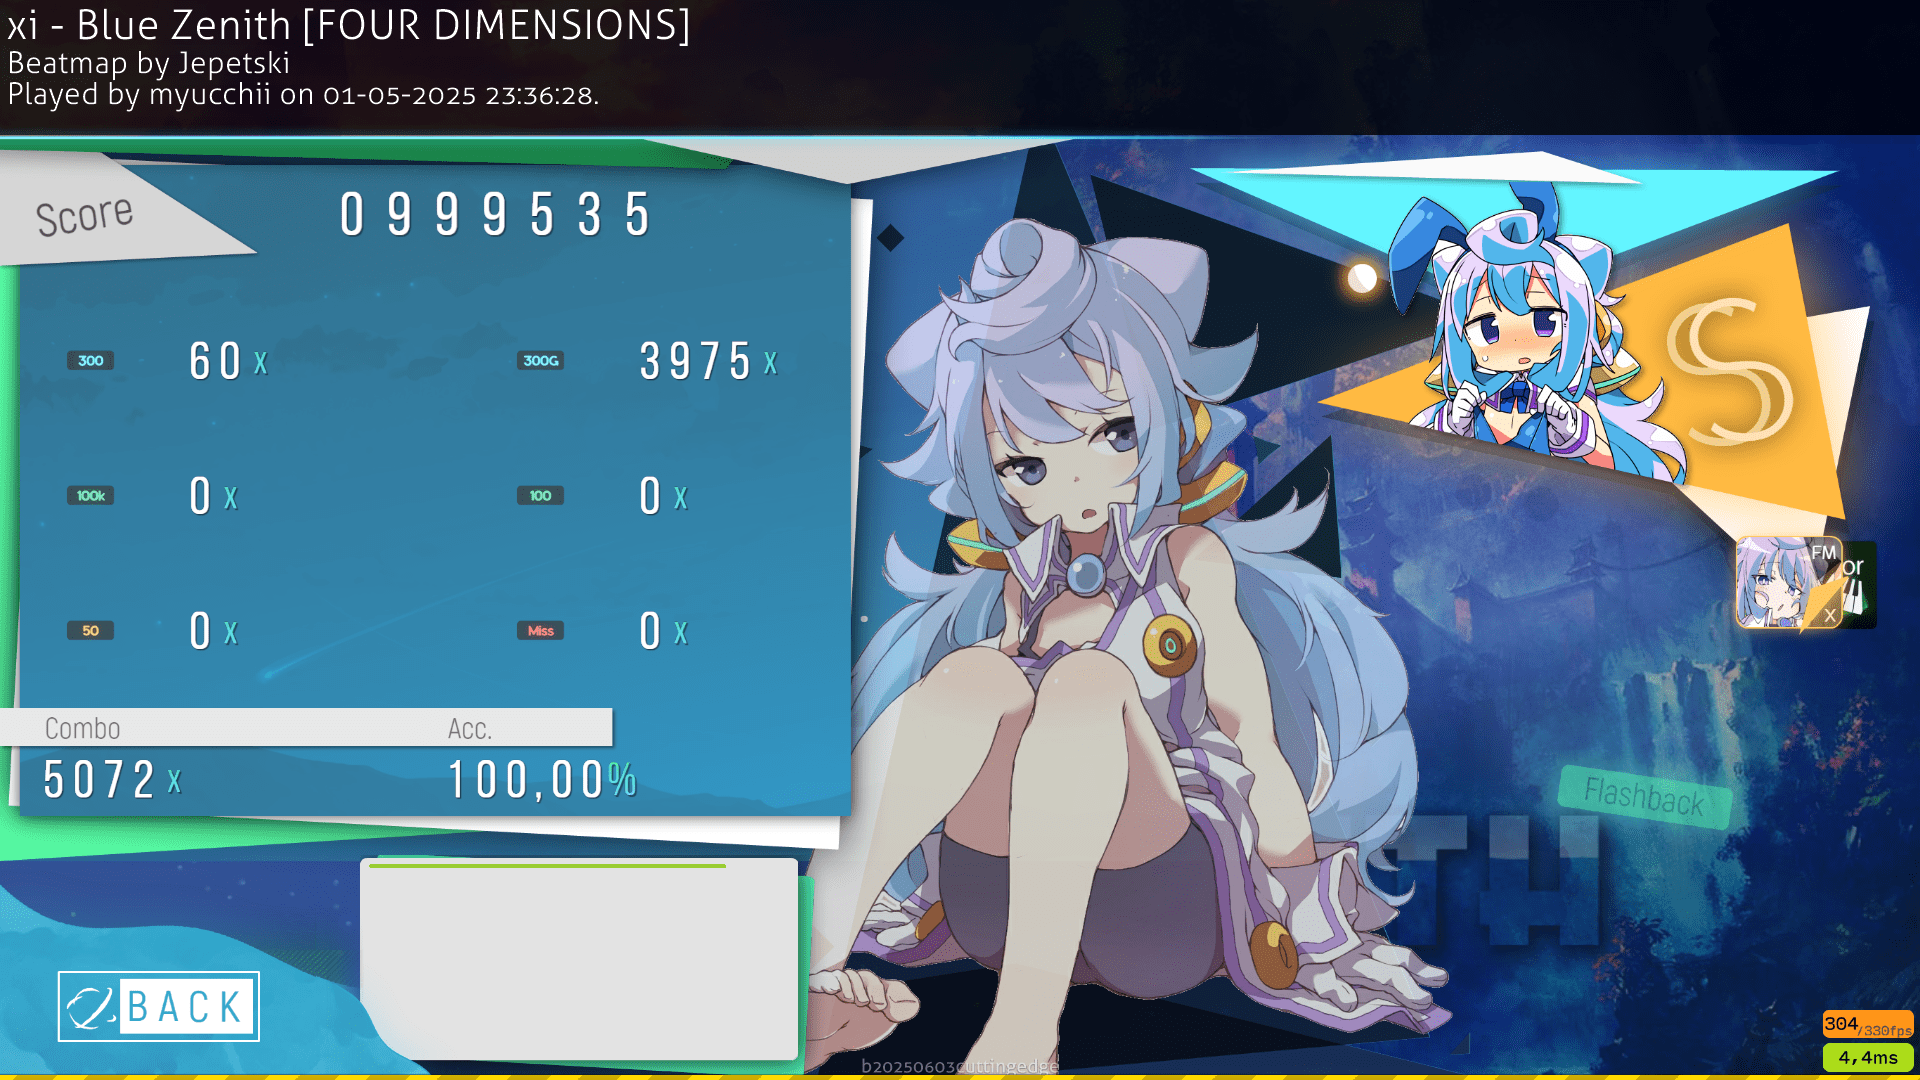 xi - Blue Zenith [FOUR DIMENSIONS]
Beatmap by Jepetski
Played by myucchii on 01-05-2025 23:36:28.
Score
0999535
300
60x
300G
3975x
100k
0x
100
0x
50
0x
Miss
0x
S
FM
or
X
Combo
Acc.
5072x
100,00%
Flashback
TH
BACK
304/330fps
4,4ms
b20250603cuttingedge